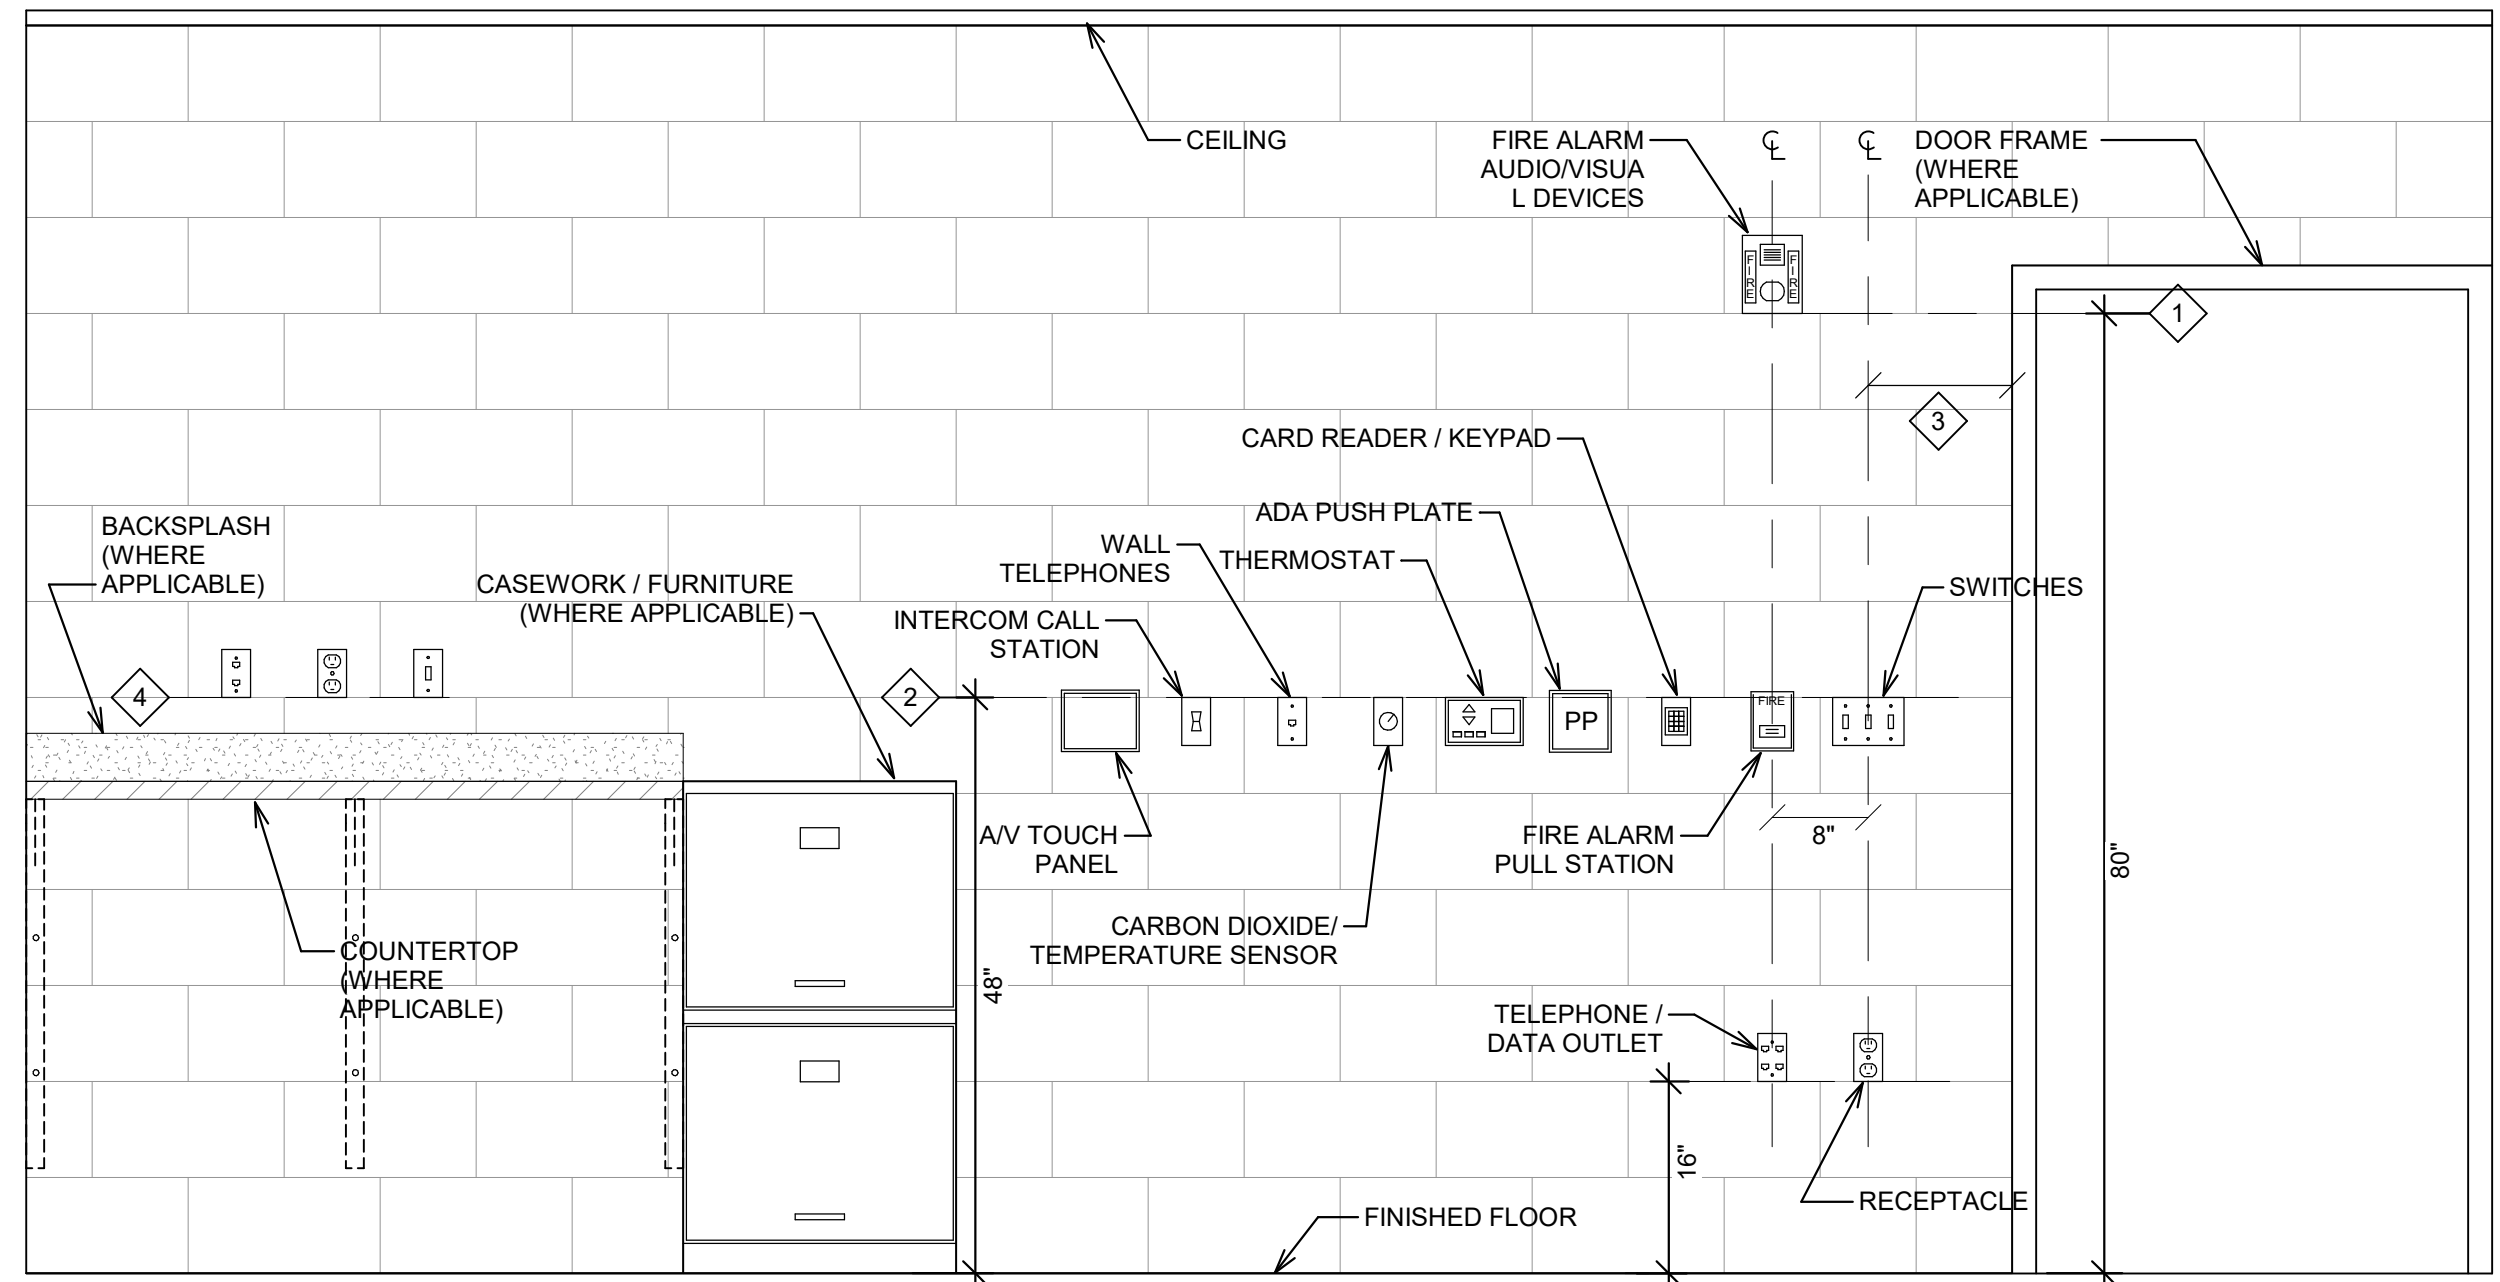 CEILING
FIRE ALARM
AUDIO/VISUA
L DEVICES
℄
℄
DOOR FRAME
(WHERE
APPLICABLE)
FIRE
FIRE
1
3
CARD READER / KEYPAD
ADA PUSH PLATE
WALL
TELEPHONES
THERMOSTAT
BACKSPLASH
(WHERE
APPLICABLE)
CASEWORK / FURNITURE
(WHERE APPLICABLE)
INTERCOM CALL
STATION
SWITCHES
4
2
PP
FIRE
A/V TOUCH
PANEL
FIRE ALARM
PULL STATION
8"
80"
CARBON DIOXIDE/
TEMPERATURE SENSOR
COUNTERTOP
(WHERE
APPLICABLE)
48"
TELEPHONE /
DATA OUTLET
16"
RECEPTACLE
FINISHED FLOOR